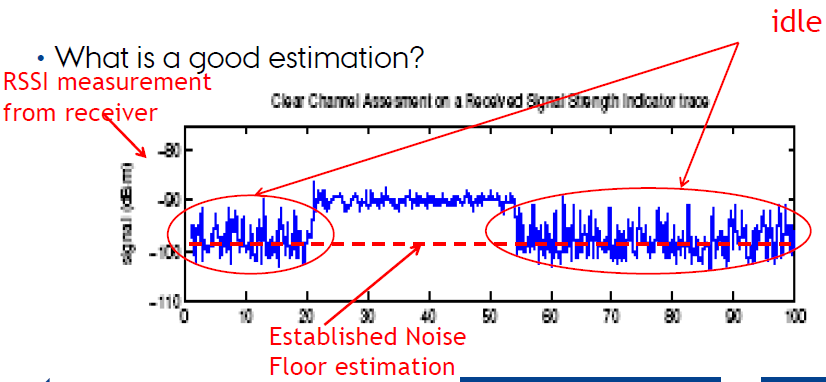 idle
• What is a good estimation?
RSSI measurement
from receiver
Clear Channel Assesment on a Received Signal Strength Indicator trace
-80
-90
-100
-110
signal (dBm)
0 10 20 30 40 50 60 70 80 90 100
Established Noise
Floor estimation